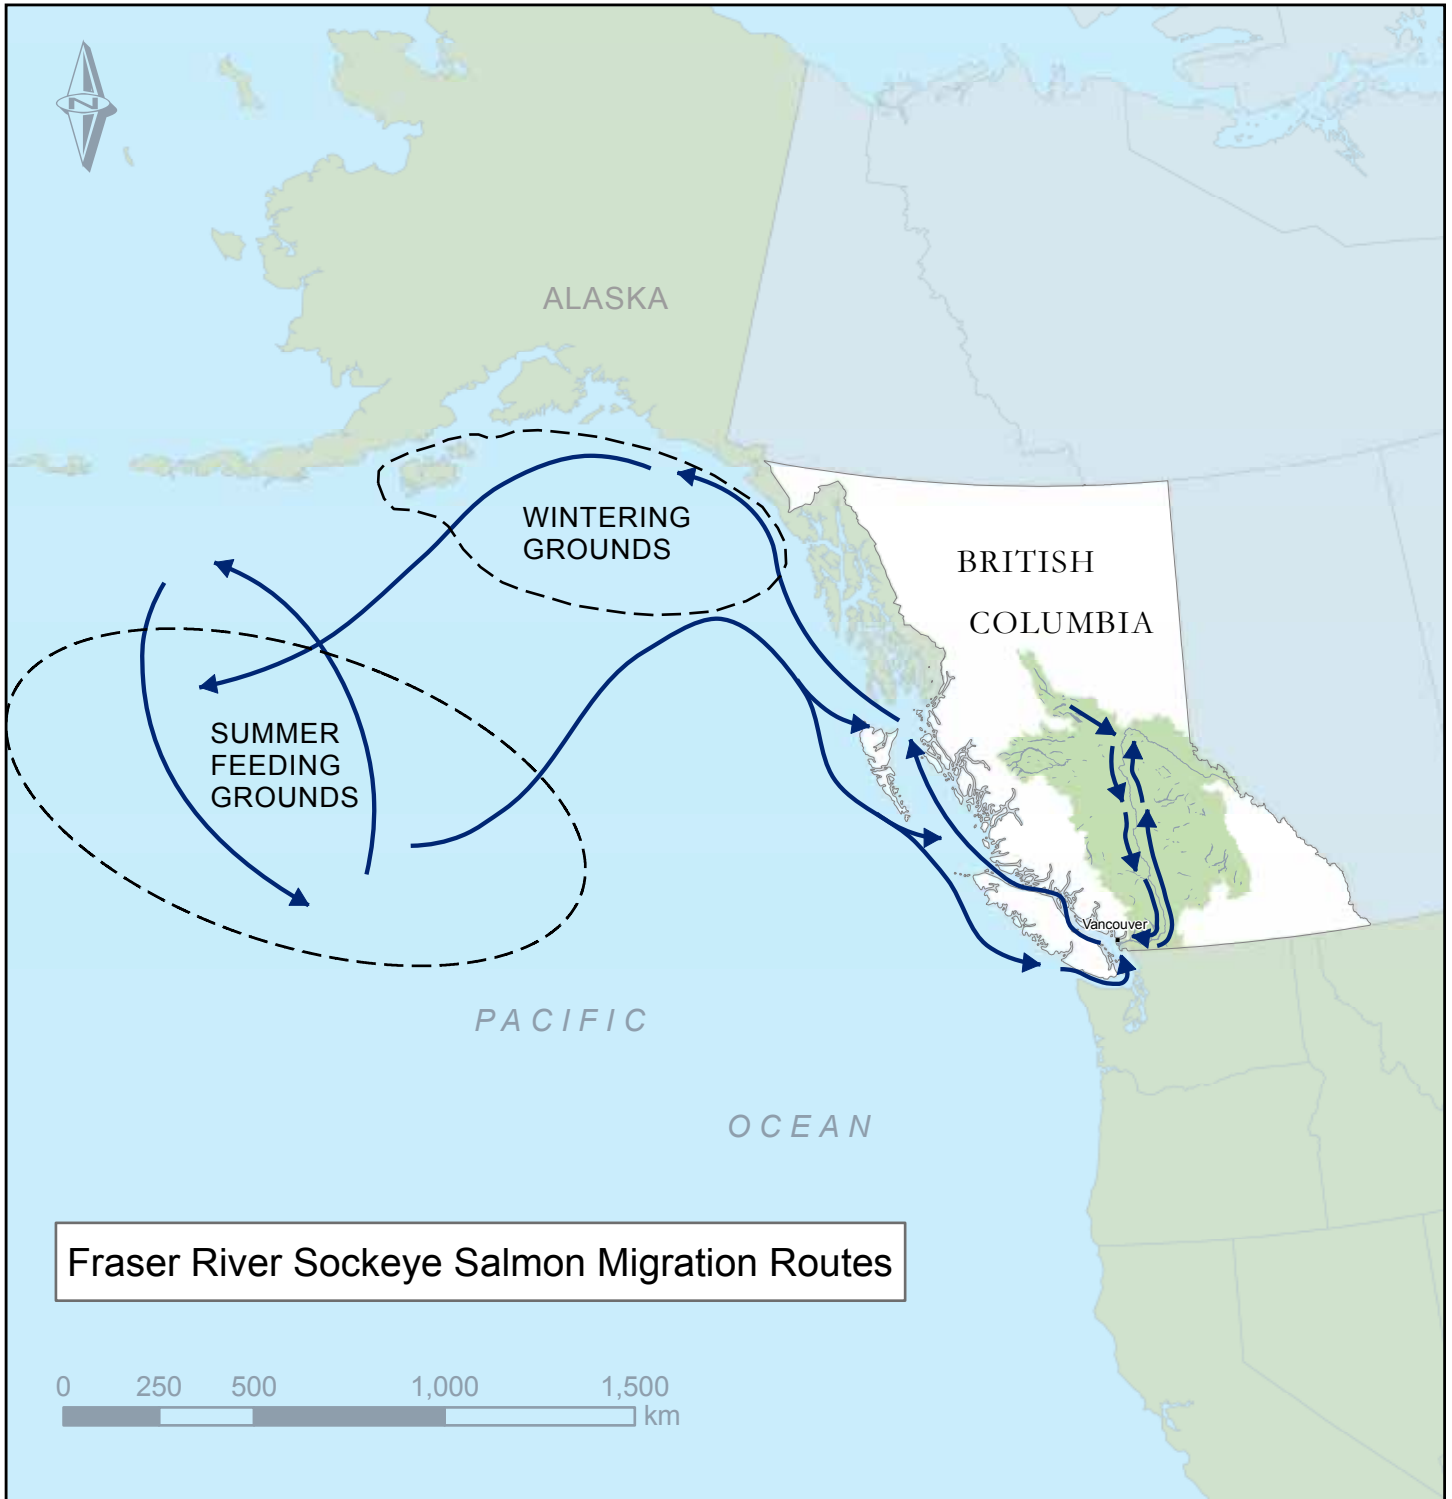 N
ALASKA
WINTERING
GROUNDS
BRITISH
COLUMBIA
SUMMER
FEEDING
GROUNDS
Vancouver
PACIFIC
OCEAN
Fraser River Sockeye Salmon Migration Routes
0 250 500 1,000 1,500
km